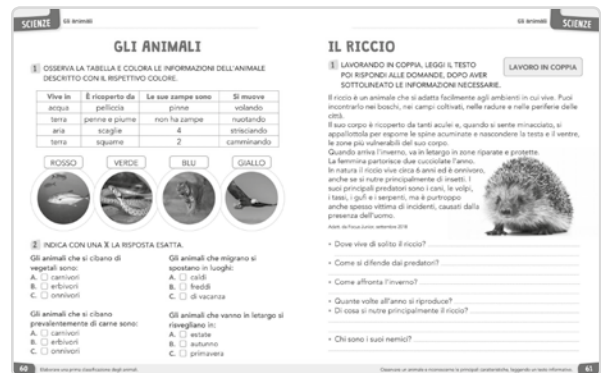 SCIENZE
Gli Animali
GLI ANIMALI
1 OSSERVA LA TABELLA E COLORA LE INFORMAZIONI DELL'ANIMALE
DESCRITTO CON IL RISPETTIVO COLORE.
Vive in È ricoperto da Le sue zampe sono Si muove
acqua pelliccia pinne volando
terra penne e piume non ha zampe nuotando
aria scaglie 4 strisciando
terra squame 2 camminando
ROSSO VERDE BLU GIALLO
2 INDICA CON UNA X LA RISPOSTA ESATTA.
Gli animali che si cibano di
vegetali sono:
A. carnivori
B. erbivori
C. onnivori
Gli animali che migrano si
spostano in luoghi:
A. caldi
B. freddi
C. di vacanza
Gli animali che si cibano
prevalentemente di carne sono:
A. carnivori
B. erbivori
C. onnivori
Gli animali che vanno in letargo si
risvegliano in:
A. estate
B. autunno
C. primavera
60 Elaborare una prima classificazione degli animali.
Gli Animali
SCIENZE
IL RICCIO
1 LAVORANDO IN COPPIA, LEGGI IL TESTO
POI RISPONDI ALLE DOMANDE, DOPO AVER
SOTTOLINEATO LE INFORMAZIONI NECESSARIE.
LAVORO IN COPPIA
Il riccio è un animale che si adatta facilmente agli ambienti in cui vive. Puoi
incontrarlo nei boschi, nei campi coltivati, nelle radure e nelle periferie delle
città.
Il suo corpo è ricoperto da tanti aculei e, quando si sente minacciato, si
appallottola per esporre le spine acuminate e nascondere la testa e il ventre,
le zone più vulnerabili del suo corpo.
Quando arriva l'inverno, va in letargo in zone riparate e protette.
La femmina partorisce due cucciolate l'anno.
In natura il riccio vive circa 6 anni ed è onnivoro,
anche se si nutre principalmente di insetti. I
suoi principali predatori sono i cani, le volpi,
i tassi, i gufi e i serpenti, ma è purtroppo
anche spesso vittima di incidenti, causati dalla
presenza dell'uomo.
Adatt. da Focus Junior, settembre 2018
• Dove vive di solito il riccio?
• Come si difende dai predatori?
• Come affronta l'inverno?
• Quante volte all'anno si riproduce?
• Di cosa si nutre principalmente il riccio?
• Chi sono i suoi nemici?
61